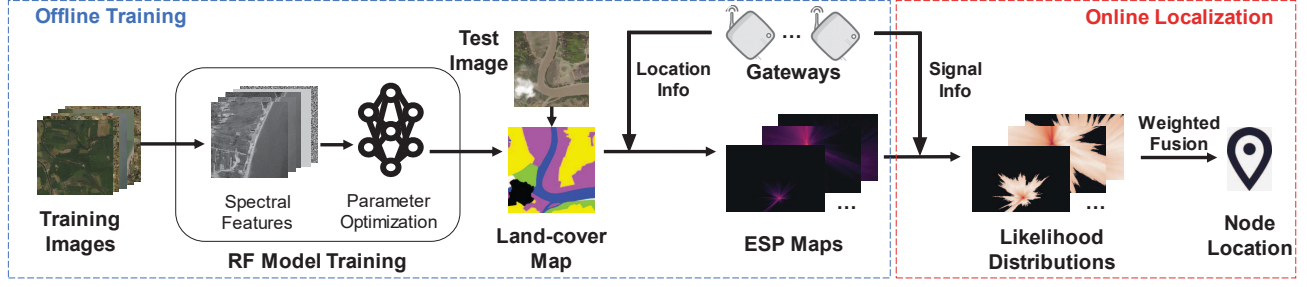 Offline Training
Online Localization
Test
Image
Location
Info
...
Gateways
Signal
Info
Training
Images
Spectral
Features
Parameter
Optimization
RF Model Training
Land-cover
Map
...
ESP Maps
...
Likelihood
Distributions
Weighted
Fusion
Node
Location